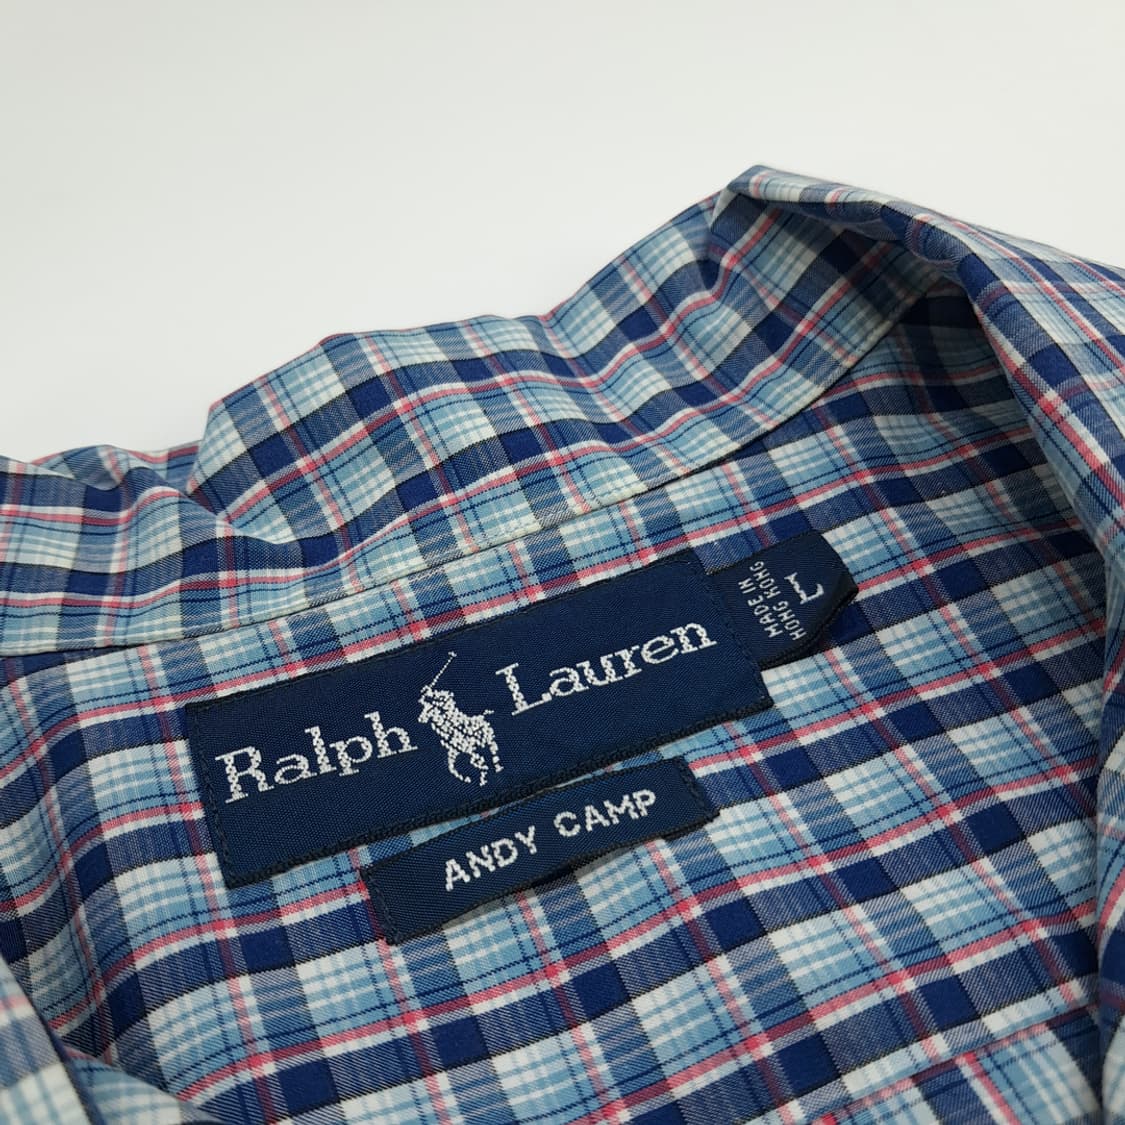 Ralph Lauren
L
MADE IN
HONG KONG
ANDY CAMP